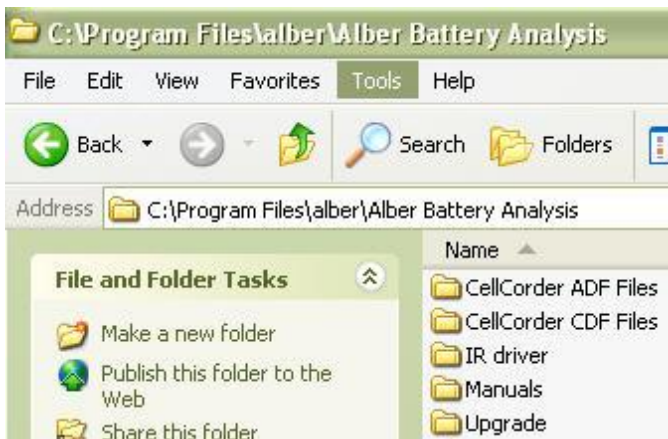 C:\Program Files\alber\Alber Battery Analysis
File Edit View Favorites Tools Help
Back Search Folders
Address C:\Program Files\alber\Alber Battery Analysis
Name
File and Folder Tasks
CellCorder ADF Files
CellCorder CDF Files
Make a new folder
IR driver
Publish this folder to the
Web
Manuals
Share this folder
Upgrade